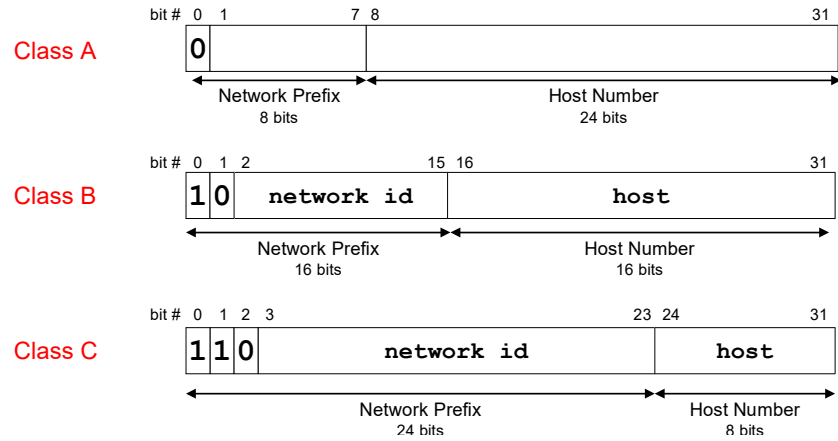 bit # 0 1 7 8 31
Class A
0
Network Prefix Host Number
8 bits 24 bits
bit # 0 1 2 15 16 31
Class B
1 0 network id host
Network Prefix Host Number
16 bits 16 bits
bit # 0 1 2 3 23 24 31
Class C
1 1 0 network id host
Network Prefix Host Number
24 bits 8 bits